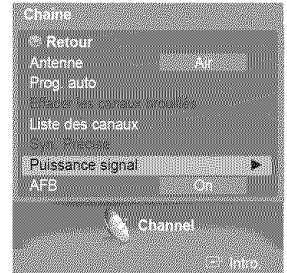 Chaîne
Retour
Antenne Air
Prog. auto
Effacer les canaux brouillés
Liste des canaux
Syn. Précise
Puissance signal
AFB On
Channel
Intro